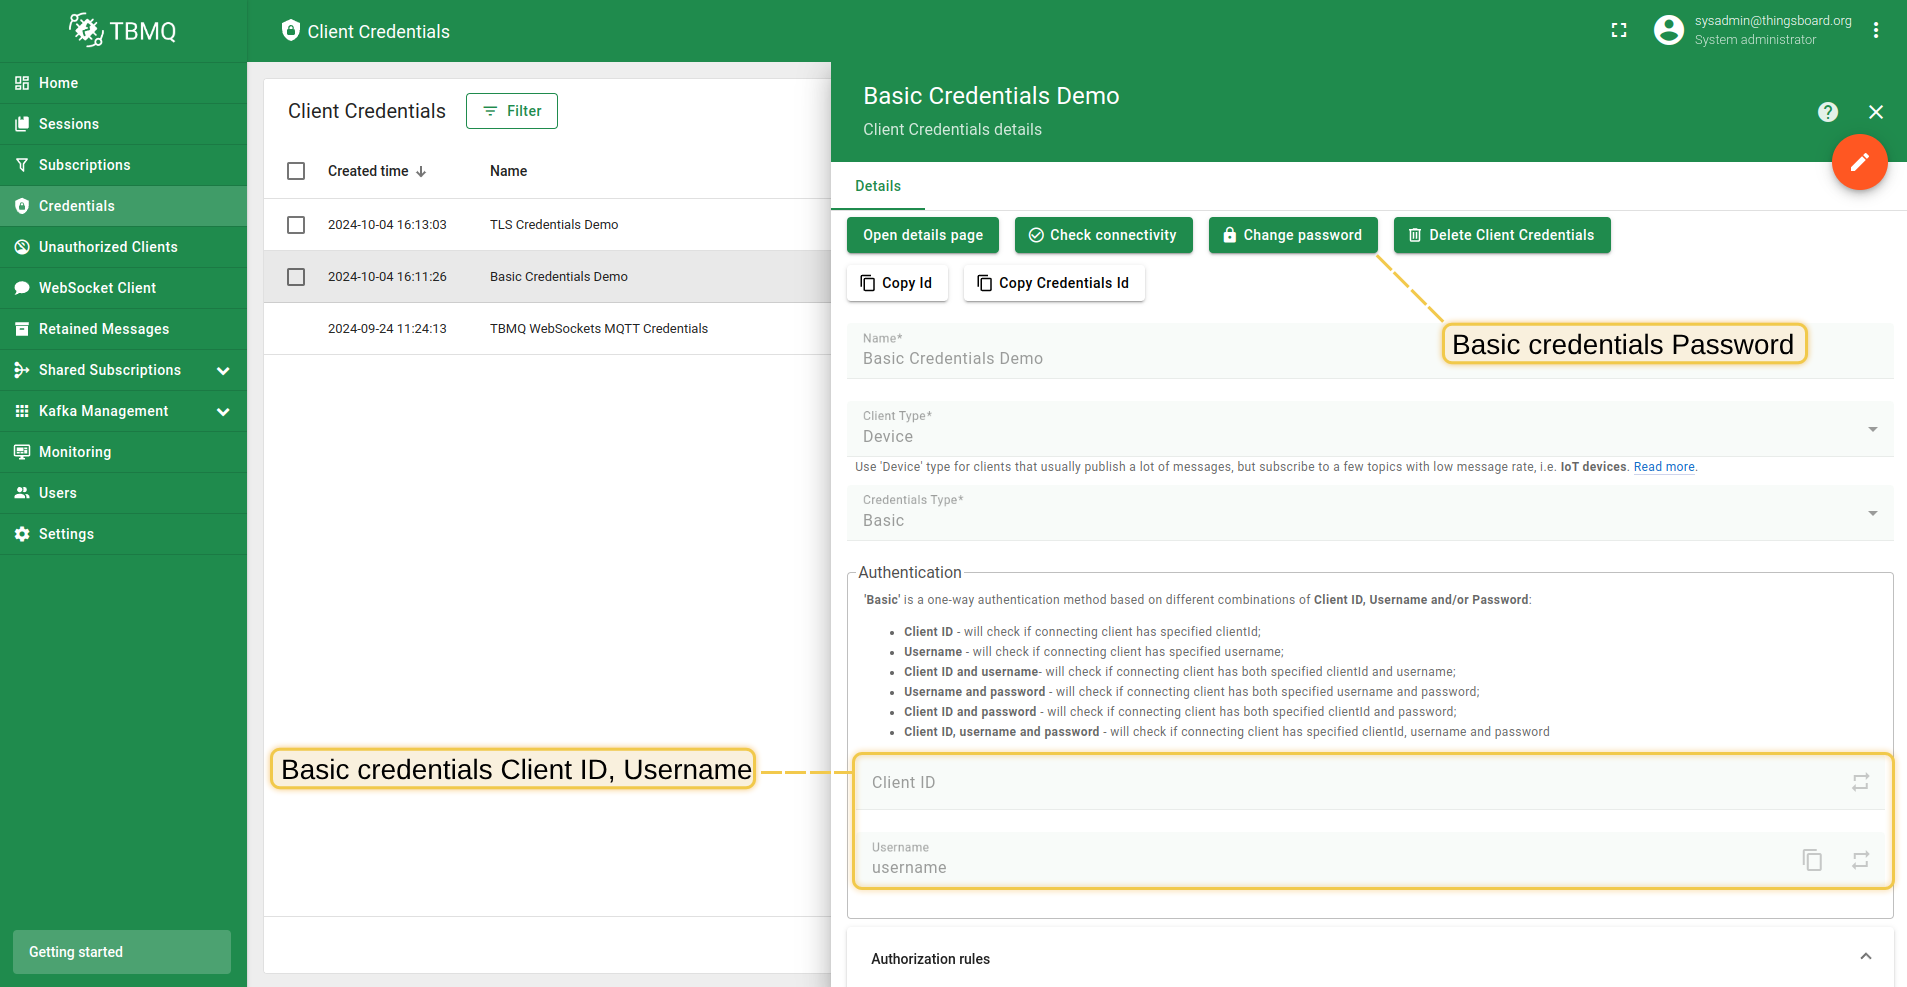 TBMQ
Client Credentials
sysadmin@thingsboard.org
System administrator
Home
Sessions
Subscriptions
Credentials
Unauthorized Clients
WebSocket Client
Retained Messages
Shared Subscriptions
Kafka Management
Monitoring
Users
Settings
Getting started
Client Credentials
Filter
Created time
Name
2024-10-04 16:13:03
TLS Credentials Demo
2024-10-04 16:11:26
Basic Credentials Demo
2024-09-24 11:24:13
TBMQ WebSockets MQTT Credentials
Basic Credentials Demo
Client Credentials details
Details
Open details page
Check connectivity
Change password
Delete Client Credentials
Copy Id
Copy Credentials Id
Basic credentials Password
Name*
Basic Credentials Demo
Client Type*
Device
Use 'Device' type for clients that usually publish a lot of messages, but subscribe to a few topics with low message rate, i.e. IoT devices. Read more.
Credentials Type*
Basic
Authentication
'Basic' is a one-way authentication method based on different combinations of Client ID, Username and/or Password:
• Client ID - will check if connecting client has specified clientId;
• Username - will check if connecting client has specified username;
• Client ID and username- will check if connecting client has both specified clientId and username;
• Username and password - will check if connecting client has both specified username and password;
• Client ID and password - will check if connecting client has both specified clientId and password;
• Client ID, username and password - will check if connecting client has specified clientId, username and password
Basic credentials Client ID, Username
Client ID
Username
username
Authorization rules